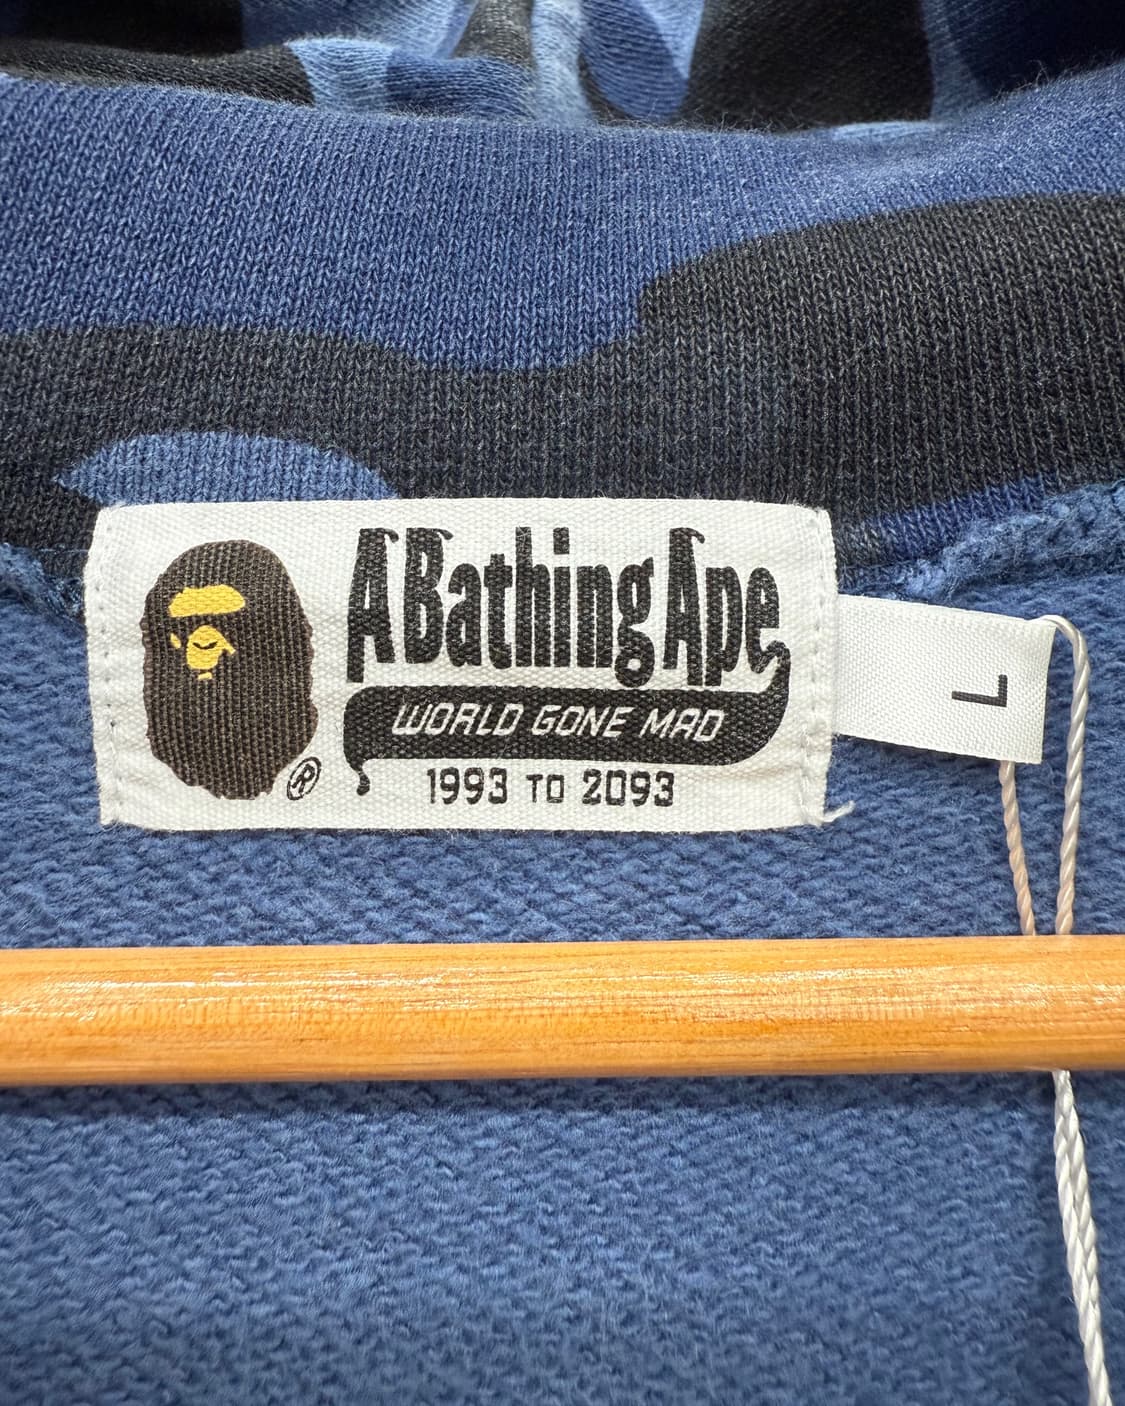 A Bathing Ape
WORLD GONE MAD
1993 TO 2093
®
L